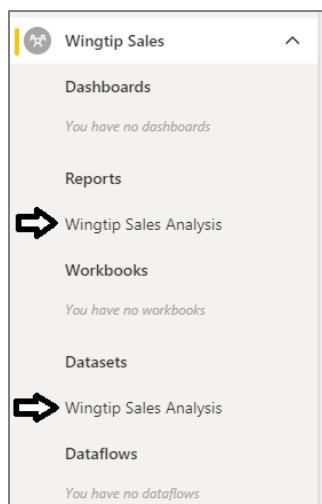 Wingtip Sales
Dashboards
You have no dashboards
Reports
Wingtip Sales Analysis
Workbooks
You have no workbooks
Datasets
Wingtip Sales Analysis
Dataflows
You have no dataflows